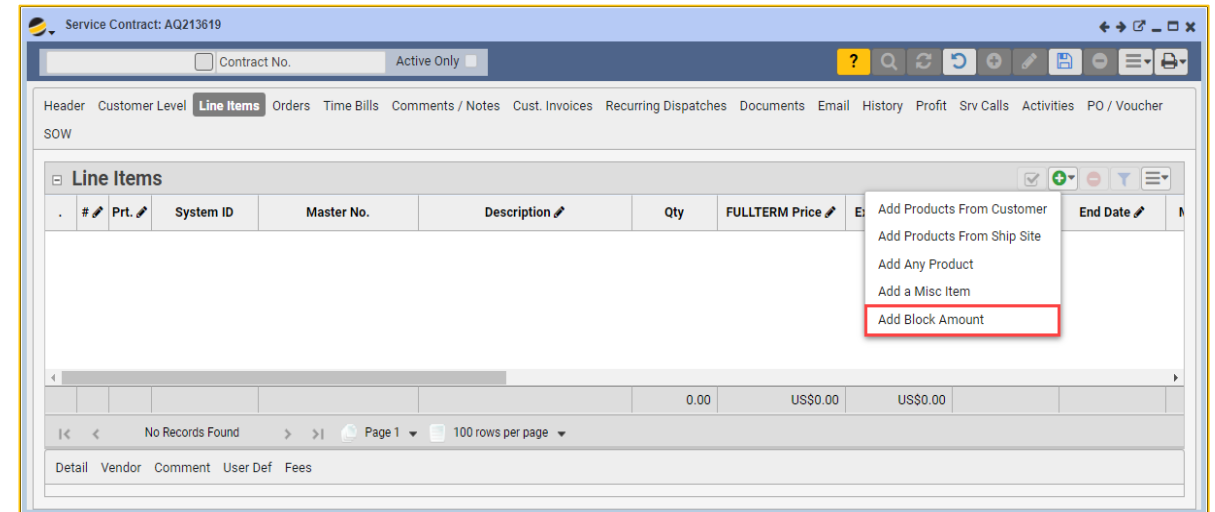 Service Contract: AQ213619
Contract No. Active Only ?
Header Customer Level Line Items Orders Time Bills Comments / Notes Cust. Invoices Recurring Dispatches Documents Email History Profit Srv Calls Activities PO / Voucher
SOW
Line Items
. # Prt. System ID Master No. Description Qty FULLTERM Price End Date
Add Products From Customer
Add Products From Ship Site
Add Any Product
Add a Misc Item
Add Block Amount
0.00 US$0.00 US$0.00
No Records Found Page 1 100 rows per page
Detail Vendor Comment User Def Fees